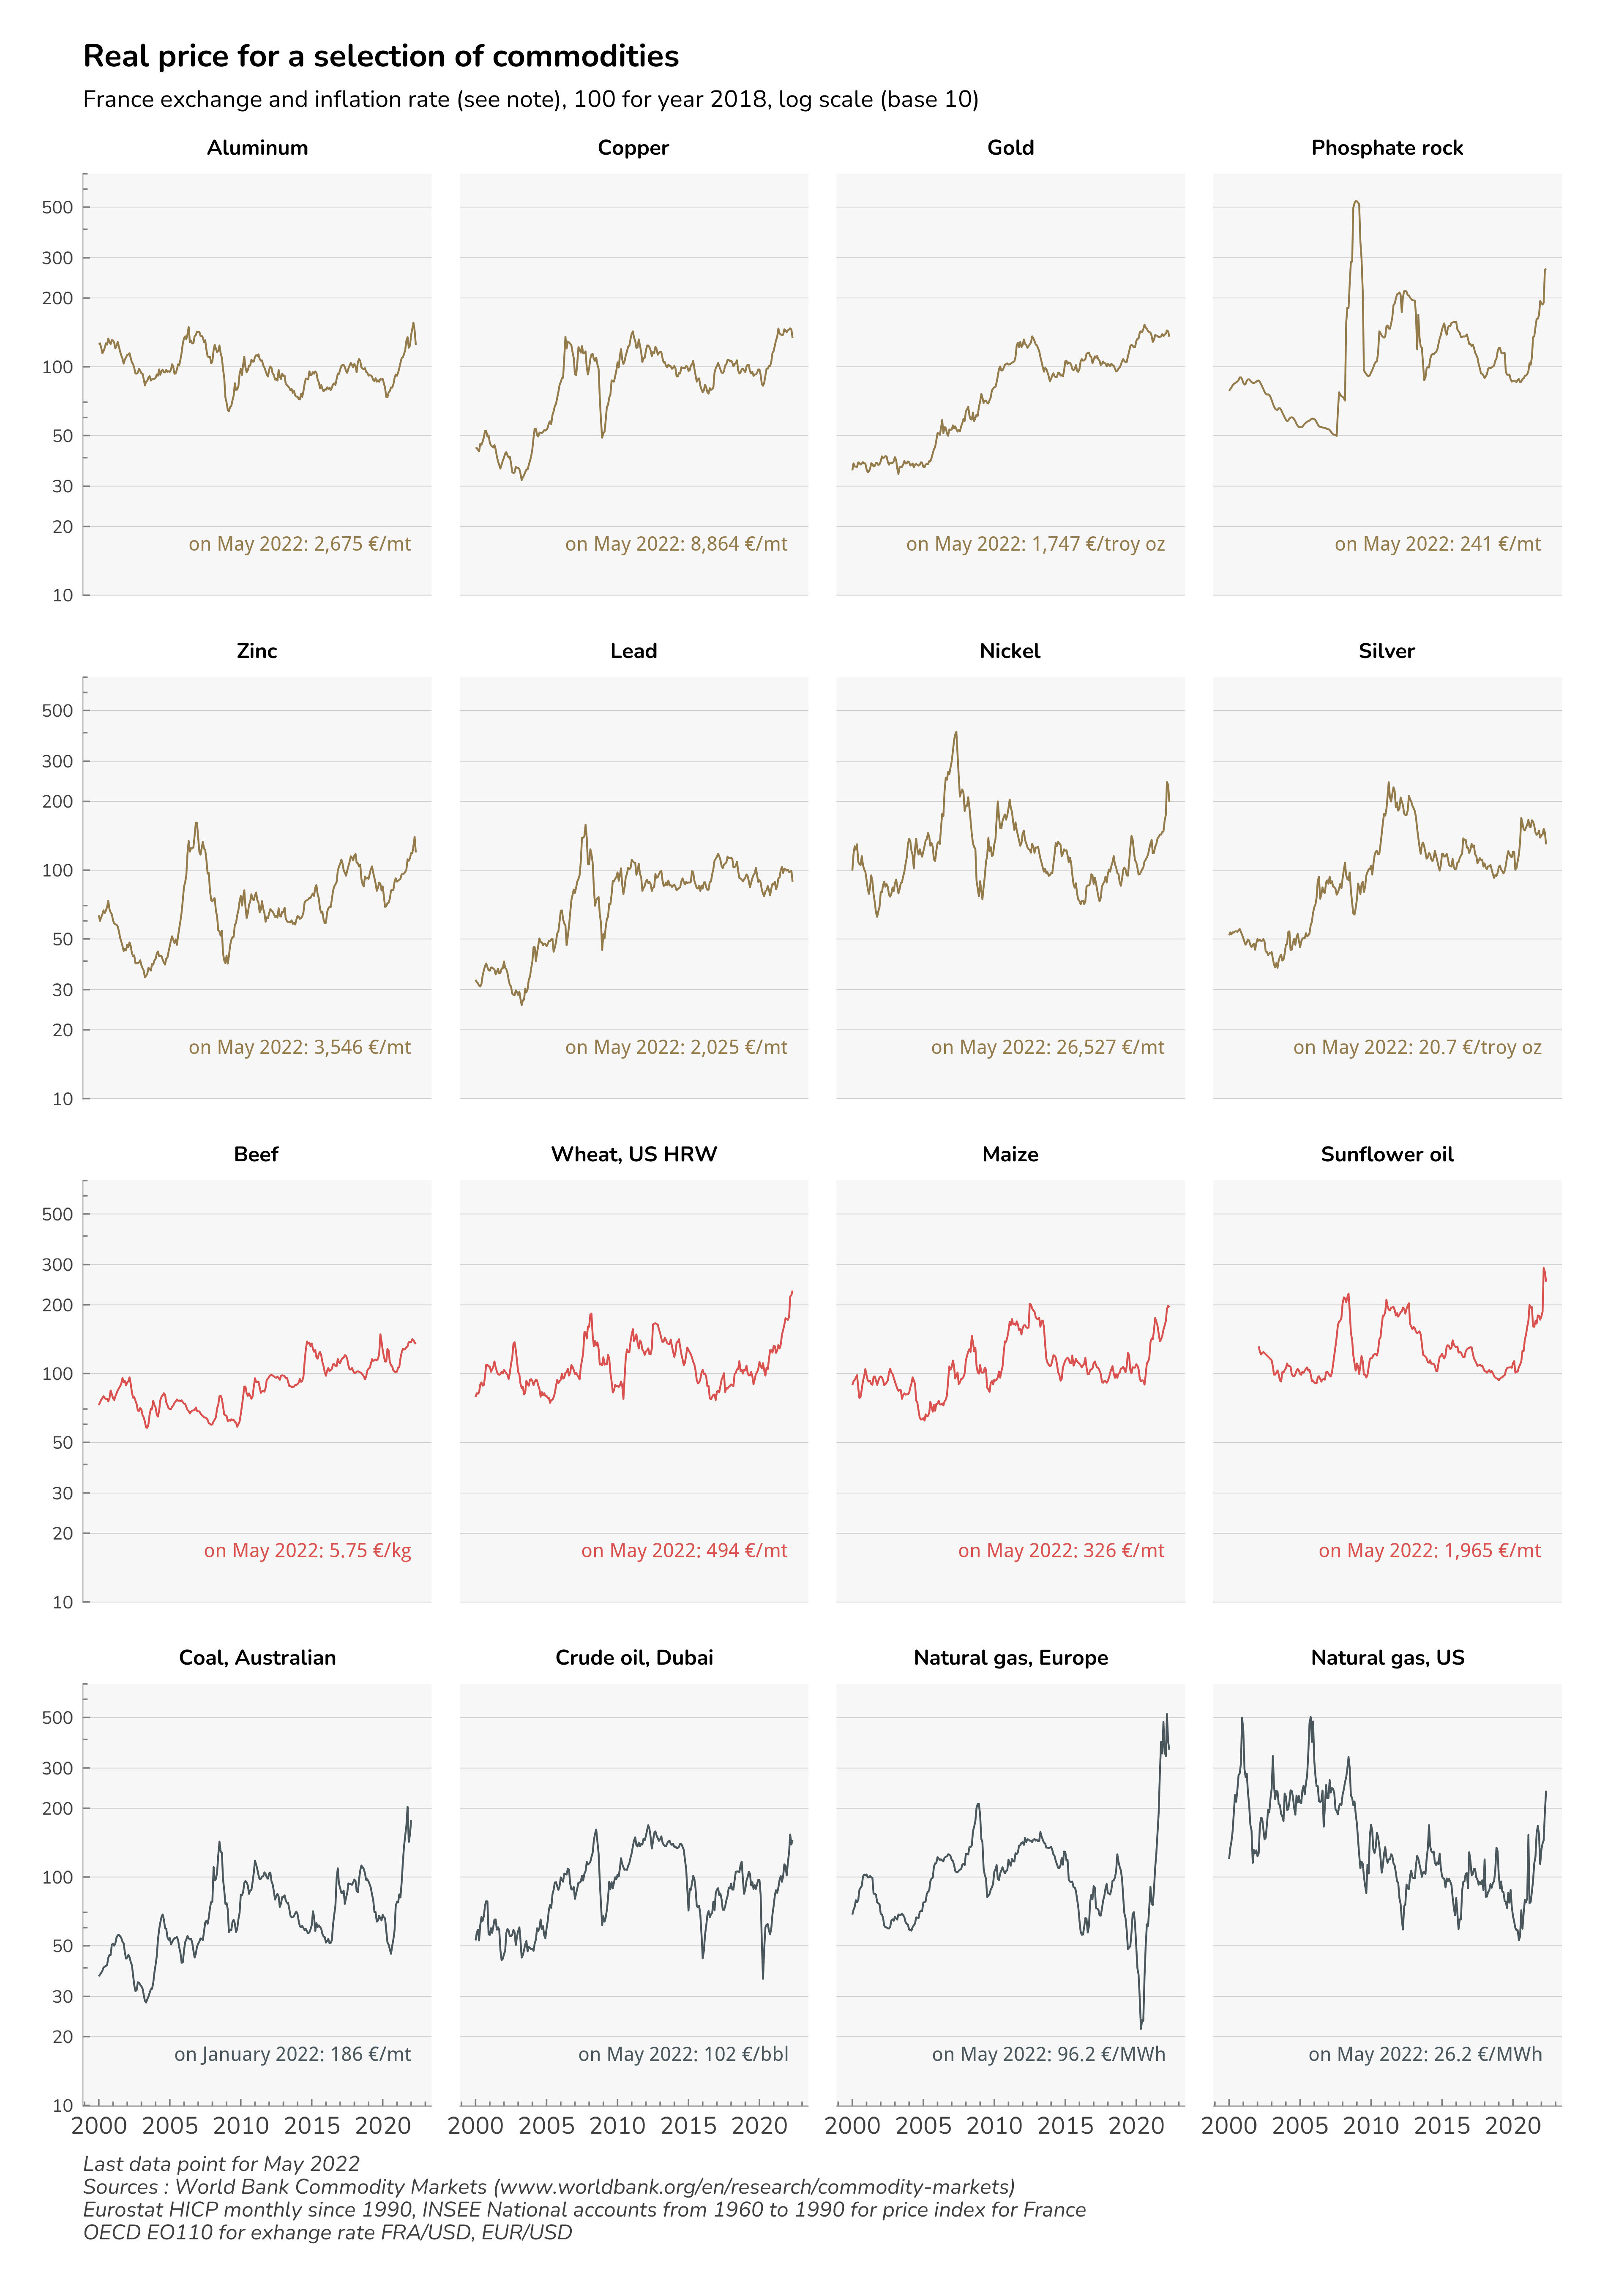 Real price for a selection of commodities
France exchange and inflation rate (see note), 100 for year 2018, log scale (base 10)
Aluminum
Copper
Gold
Phosphate rock
500
300
200
100
50
30
20
10
on May 2022: 2,675 €/mt
on May 2022: 8,864 €/mt
on May 2022: 1,747 €/troy oz
on May 2022: 241 €/mt
Zinc
Lead
Nickel
Silver
500
300
200
100
50
30
20
10
on May 2022: 3,546 €/mt
on May 2022: 2,025 €/mt
on May 2022: 26,527 €/mt
on May 2022: 20.7 €/troy oz
Beef
Wheat, US HRW
Maize
Sunflower oil
500
300
200
100
50
30
20
10
on May 2022: 5.75 €/kg
on May 2022: 494 €/mt
on May 2022: 326 €/mt
on May 2022: 1,965 €/mt
Coal, Australian
Crude oil, Dubai
Natural gas, Europe
Natural gas, US
500
300
200
100
50
30
20
10
on January 2022: 186 €/mt
on May 2022: 102 €/bbl
on May 2022: 96.2 €/MWh
on May 2022: 26.2 €/MWh
2000 2005 2010 2015 2020
2000 2005 2010 2015 2020
2000 2005 2010 2015 2020
2000 2005 2010 2015 2020
Last data point for May 2022
Sources : World Bank Commodity Markets (www.worldbank.org/en/research/commodity-markets)
Eurostat HICP monthly since 1990, INSEE National accounts from 1960 to 1990 for price index for France
OECD EO110 for exhange rate FRA/USD, EUR/USD